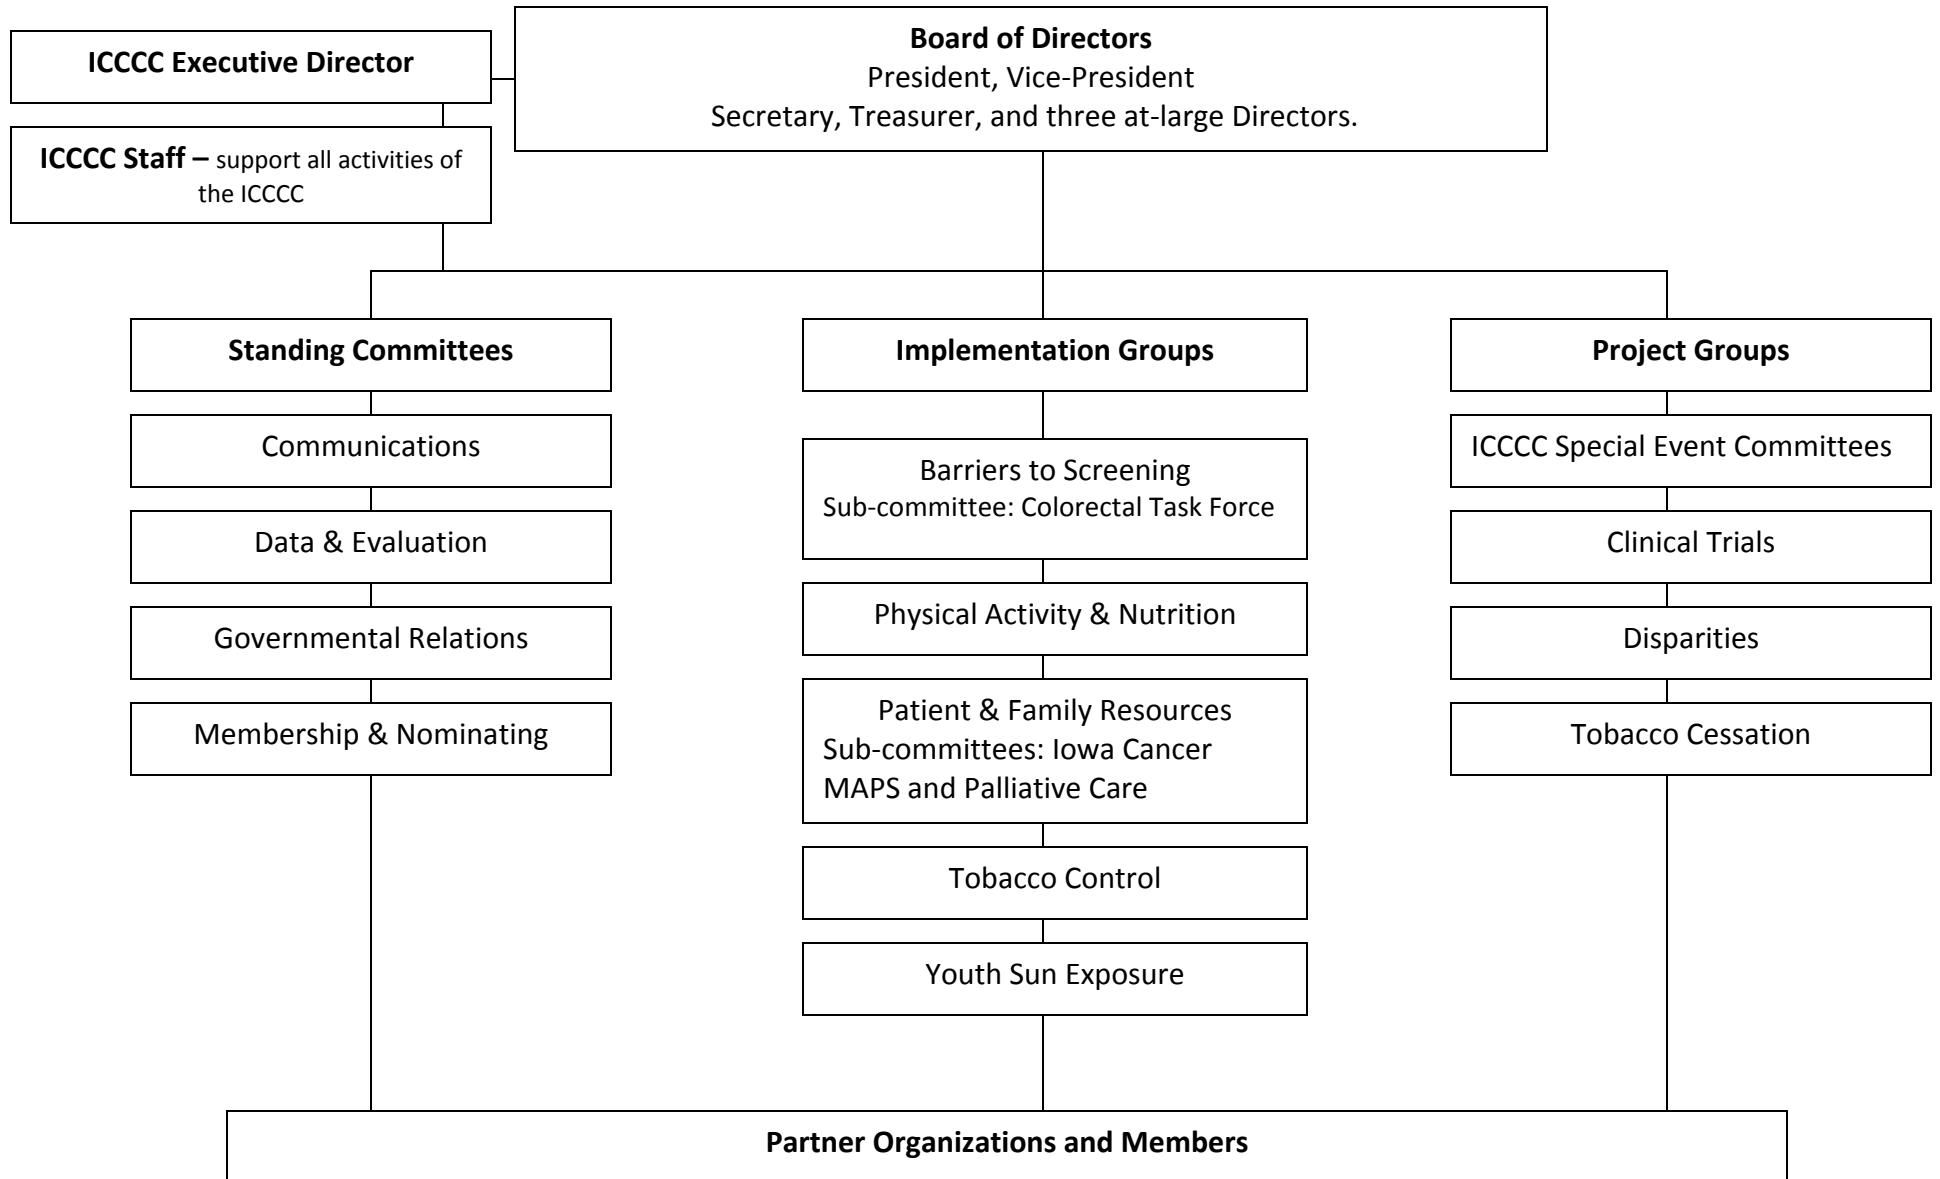 ICCCC Executive Director
ICCCC Staff – support all activities of
the ICCCC
Board of Directors
President, Vice-President
Secretary, Treasurer, and three at-large Directors.
Standing Committees
Communications
Data & Evaluation
Governmental Relations
Membership & Nominating
Implementation Groups
Barriers to Screening
Sub-committee: Colorectal Task Force
Physical Activity & Nutrition
Patient & Family Resources
Sub-committees: Iowa Cancer
MAPS and Palliative Care
Tobacco Control
Youth Sun Exposure
Project Groups
ICCCC Special Event Committees
Clinical Trials
Disparities
Tobacco Cessation
Partner Organizations and Members